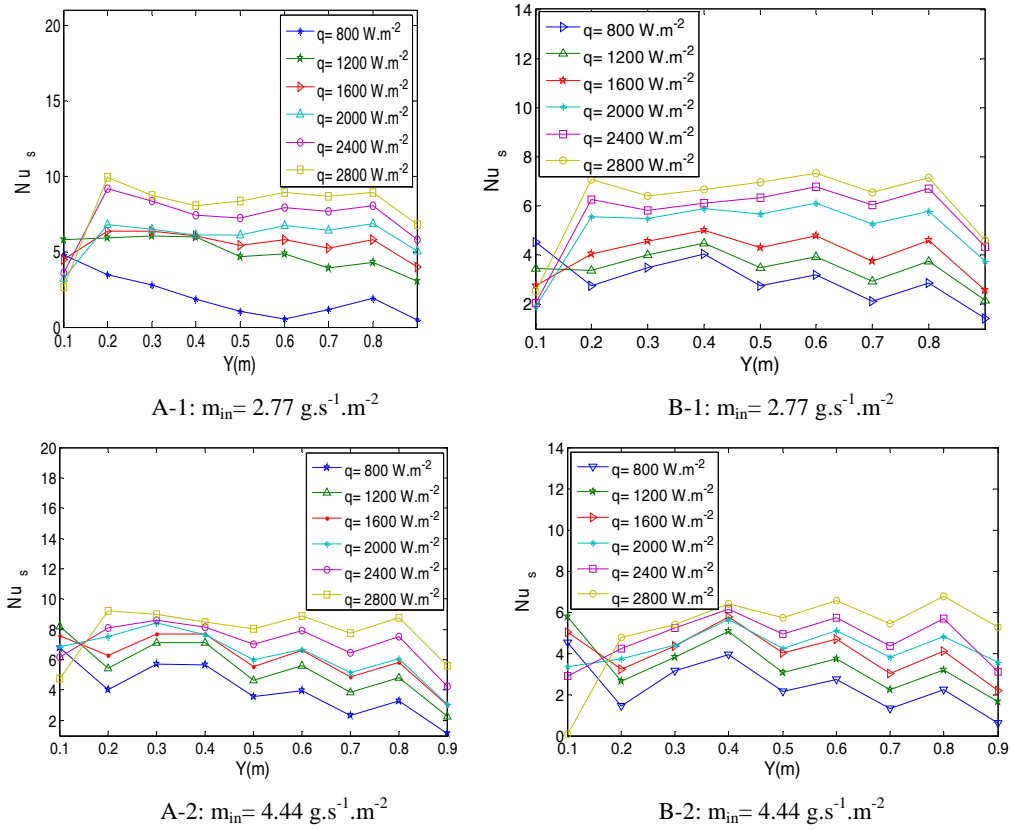 20
15
10
5
0
0.1 0.2 0.3 0.4 0.5 0.6 0.7 0.8
Nu s
Y(m)
q= 800 W.m-2
q= 1200 W.m-2
q= 1600 W.m-2
q= 2000 W.m-2
q= 2400 W.m-2
q= 2800 W.m-2
A-1: min= 2.77 g.s-1.m-2
14
12
10
8
6
4
2
0.1 0.2 0.3 0.4 0.5 0.6 0.7 0.8
Nu s
Y(m)
q= 800 W.m-2
q= 1200 W.m-2
q= 1600 W.m-2
q= 2000 W.m-2
q= 2400 W.m-2
q= 2800 W.m-2
B-1: min= 2.77 g.s-1.m-2
20
18
16
14
12
10
8
6
4
2
0.1 0.2 0.3 0.4 0.5 0.6 0.7 0.8 0.9
Nu s
Y(m)
q= 800 W.m-2
q= 1200 W.m-2
q= 1600 W.m-2
q= 2000 W.m-2
q= 2400 W.m-2
q= 2800 W.m-2
A-2: min= 4.44 g.s-1.m-2
14
12
10
8
6
4
2
0
0.1 0.2 0.3 0.4 0.5 0.6 0.7 0.8 0.9
Nu s
Y(m)
q= 800 W.m-2
q= 1200 W.m-2
q= 1600 W.m-2
q= 2000 W.m-2
q= 2400 W.m-2
q= 2800 W.m-2
B-2: min= 4.44 g.s-1.m-2